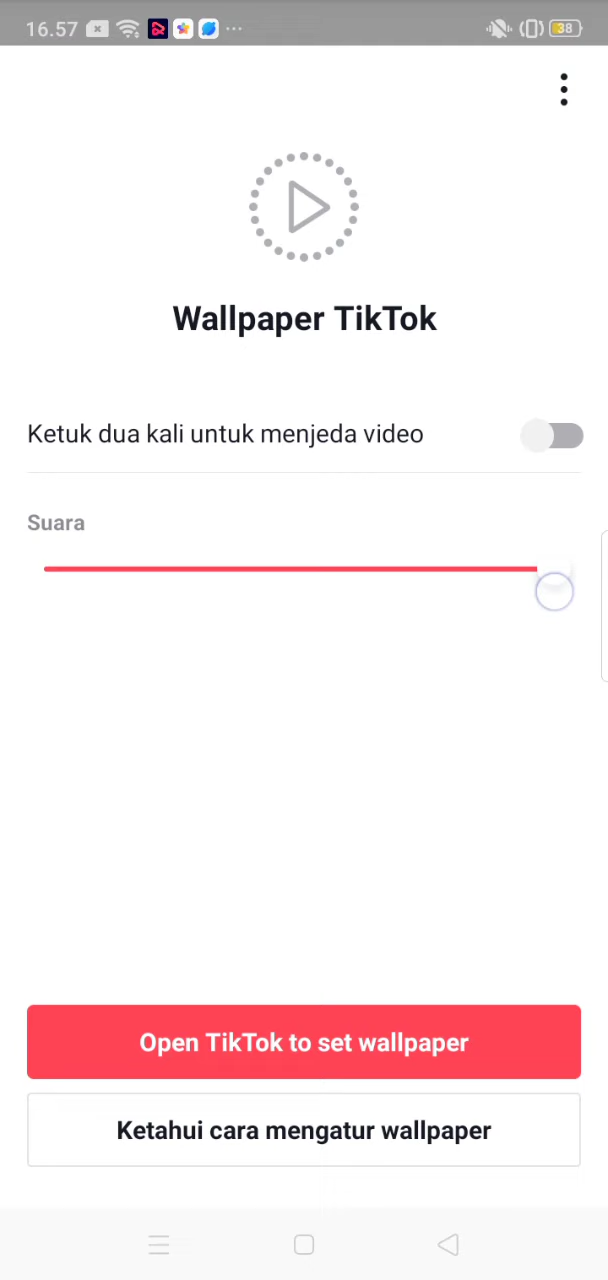 16.57
38
Wallpaper TikTok
Ketuk dua kali untuk menjeda video
Suara
Open TikTok to set wallpaper
Ketahui cara mengatur wallpaper